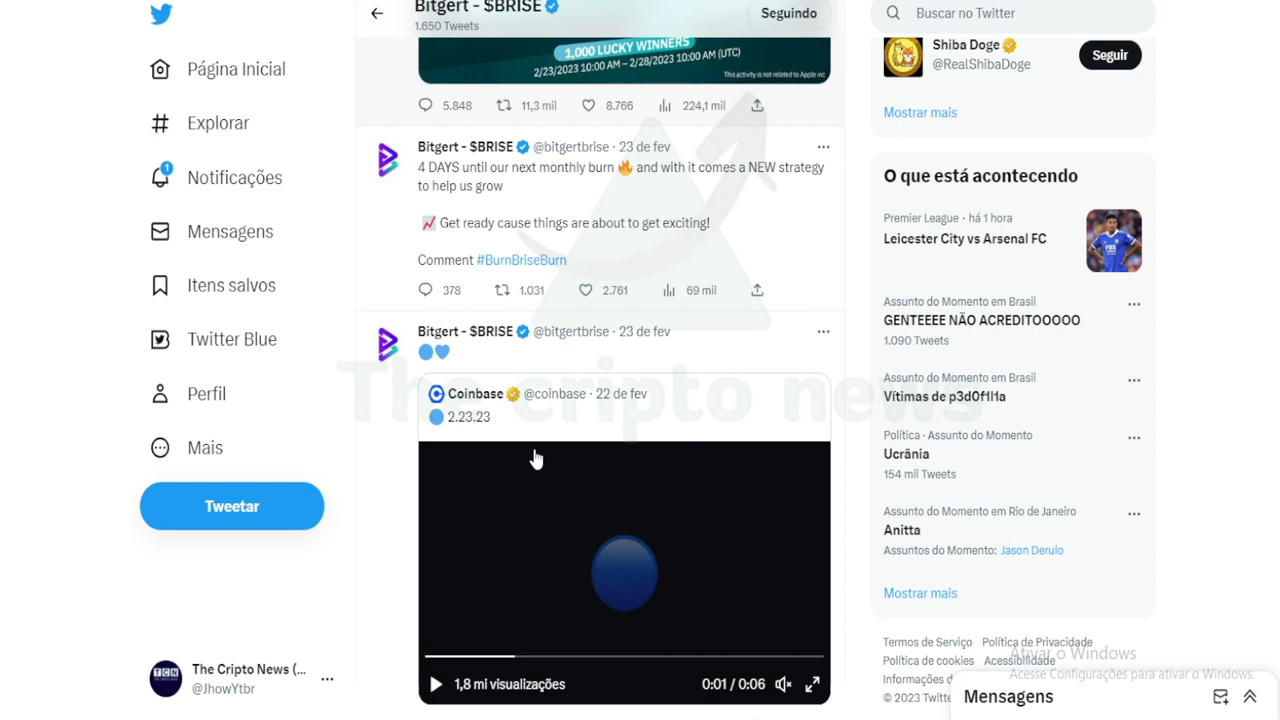 Página Inicial
Explorar
1
Notificações
Mensagens
Itens salvos
Twitter Blue
Perfil
Mais
Tweetar
The Cripto News (...
@JhowYtbr
Bitgert - $BRISE
1.650 Tweets
Seguindo
1,000 LUCKY WINNERS
2/23/2023 10:00 AM – 2/28/2023 10:00 AM (UTC)
This activity is not related to Apple Inc
5.848 11,3 mil 8.766 224,1 mil
Bitgert - $BRISE @bitgertbrise · 23 de fev
4 DAYS until our next monthly burn 🔥 and with it comes a NEW strategy
to help us grow
📈 Get ready cause things are about to get exciting!
Comment #BurnBriseBurn
378 1.031 2.761 69 mil
Bitgert - $BRISE @bitgertbrise · 23 de fev
🔵💙
Coinbase @coinbase · 22 de fev
🔵 2.23.23
1,8 mi visualizações 0:01 / 0:06
The cripto news
Buscar no Twitter
Shiba Doge
@RealShibaDoge
Seguir
Mostrar mais
O que está acontecendo
Premier League · há 1 hora
Leicester City vs Arsenal FC
Assunto do Momento em Brasil
GENTEEEE NÃO ACREDITOOOOO
1.090 Tweets
Assunto do Momento em Brasil
Vítimas de p3d0f1l1a
Política · Assunto do Momento
Ucrânia
154 mil Tweets
Assunto do Momento em Rio de Janeiro
Anitta
Assuntos do Momento: Jason Derulo
Mostrar mais
Termos de Serviço Política de Privacidade
Política de cookies Acessibilidade
Informações d
© 2023 Twitte
Ativar o Windows
Acesse Configurações para ativar o Windows.
Mensagens